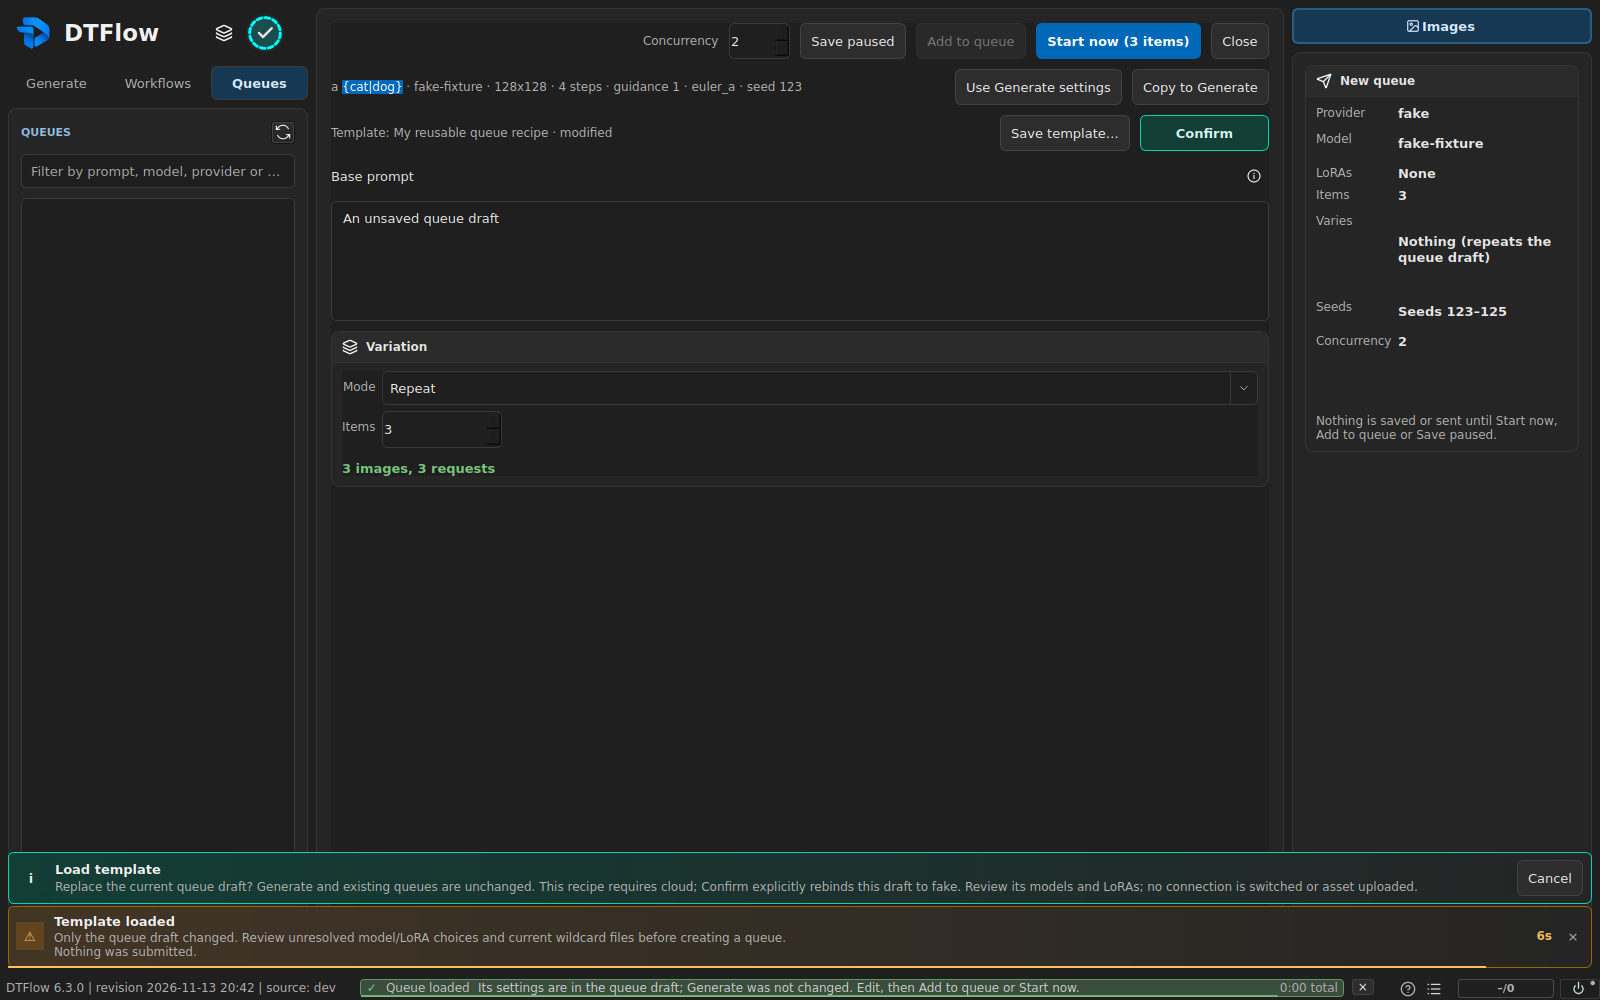 DTFlow
Generate
Workflows
Queues
QUEUES
Filter by prompt, model, provider or ...
Concurrency
2
Save paused
Add to queue
Start now (3 items)
Close
a {cat|dog} · fake-fixture · 128x128 · 4 steps · guidance 1 · euler_a · seed 123
Use Generate settings
Copy to Generate
Template: My reusable queue recipe · modified
Save template...
Confirm
Base prompt
An unsaved queue draft
Variation
Mode
Repeat
Items
3
3 images, 3 requests
Images
New queue
Provider
fake
Model
fake-fixture
LoRAs
None
Items
3
Varies
Nothing (repeats the
queue draft)
Seeds
Seeds 123–125
Concurrency
2
Nothing is saved or sent until Start now,
Add to queue or Save paused.
i
Load template
Replace the current queue draft? Generate and existing queues are unchanged. This recipe requires cloud; Confirm explicitly rebinds this draft to fake. Review its models and LoRAs; no connection is switched or asset uploaded.
Cancel
Template loaded
Only the queue draft changed. Review unresolved model/LoRA choices and current wildcard files before creating a queue.
Nothing was submitted.
6s
×
DTFlow 6.3.0 | revision 2026-11-13 20:42 | source: dev
✓ Queue loaded Its settings are in the queue draft; Generate was not changed. Edit, then Add to queue or Start now.
0:00 total
×
–/0